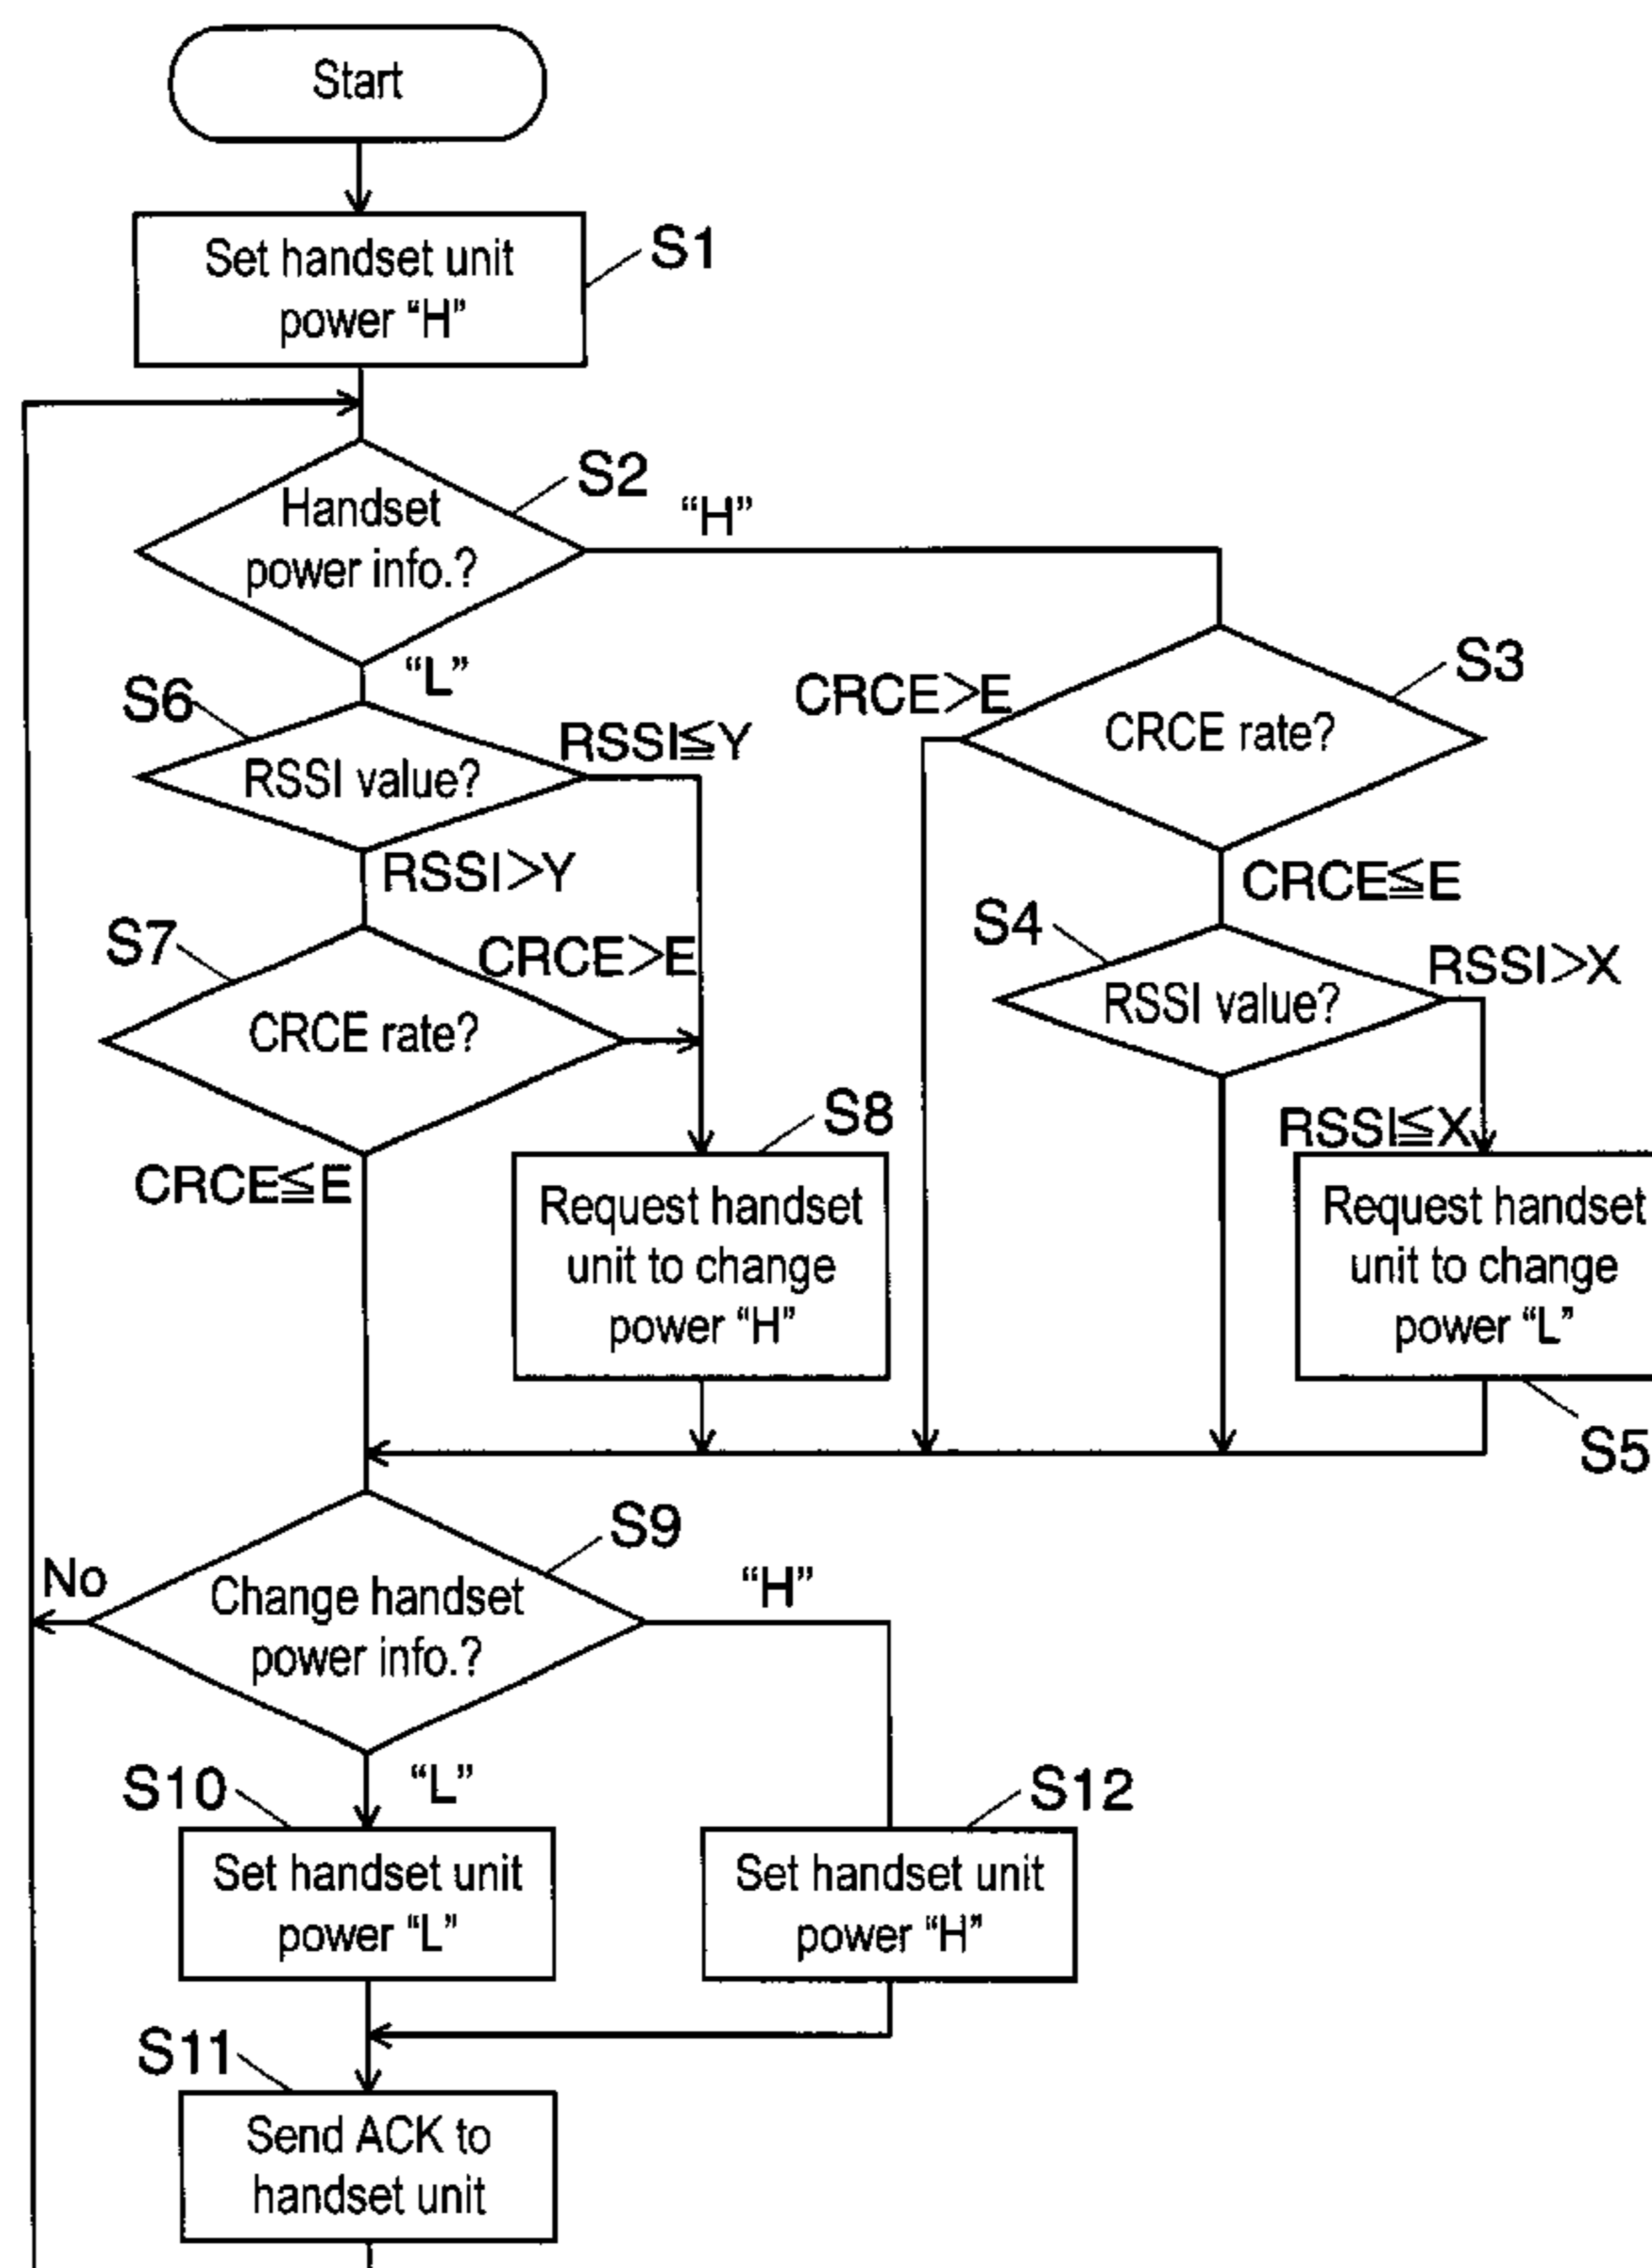 Start
Set handset unit
power “H”
S1
Handset
power info.?
S2
“H”
“L”
S3
CRCE>E
CRCE rate?
S6
RSSI≦Y
RSSI value?
RSSI>Y
CRCE≦E
S4
RSSI>X
RSSI value?
S7
CRCE>E
CRCE rate?
RSSI≦X
S8
CRCE≦E
Request handset
unit to change
power “H”
Request handset
unit to change
power “L”
S5
S9
No
Change handset
power info.?
“H”
“L”
S10
S12
Set handset unit
power “L”
Set handset unit
power “H”
S11
Send ACK to
handset unit